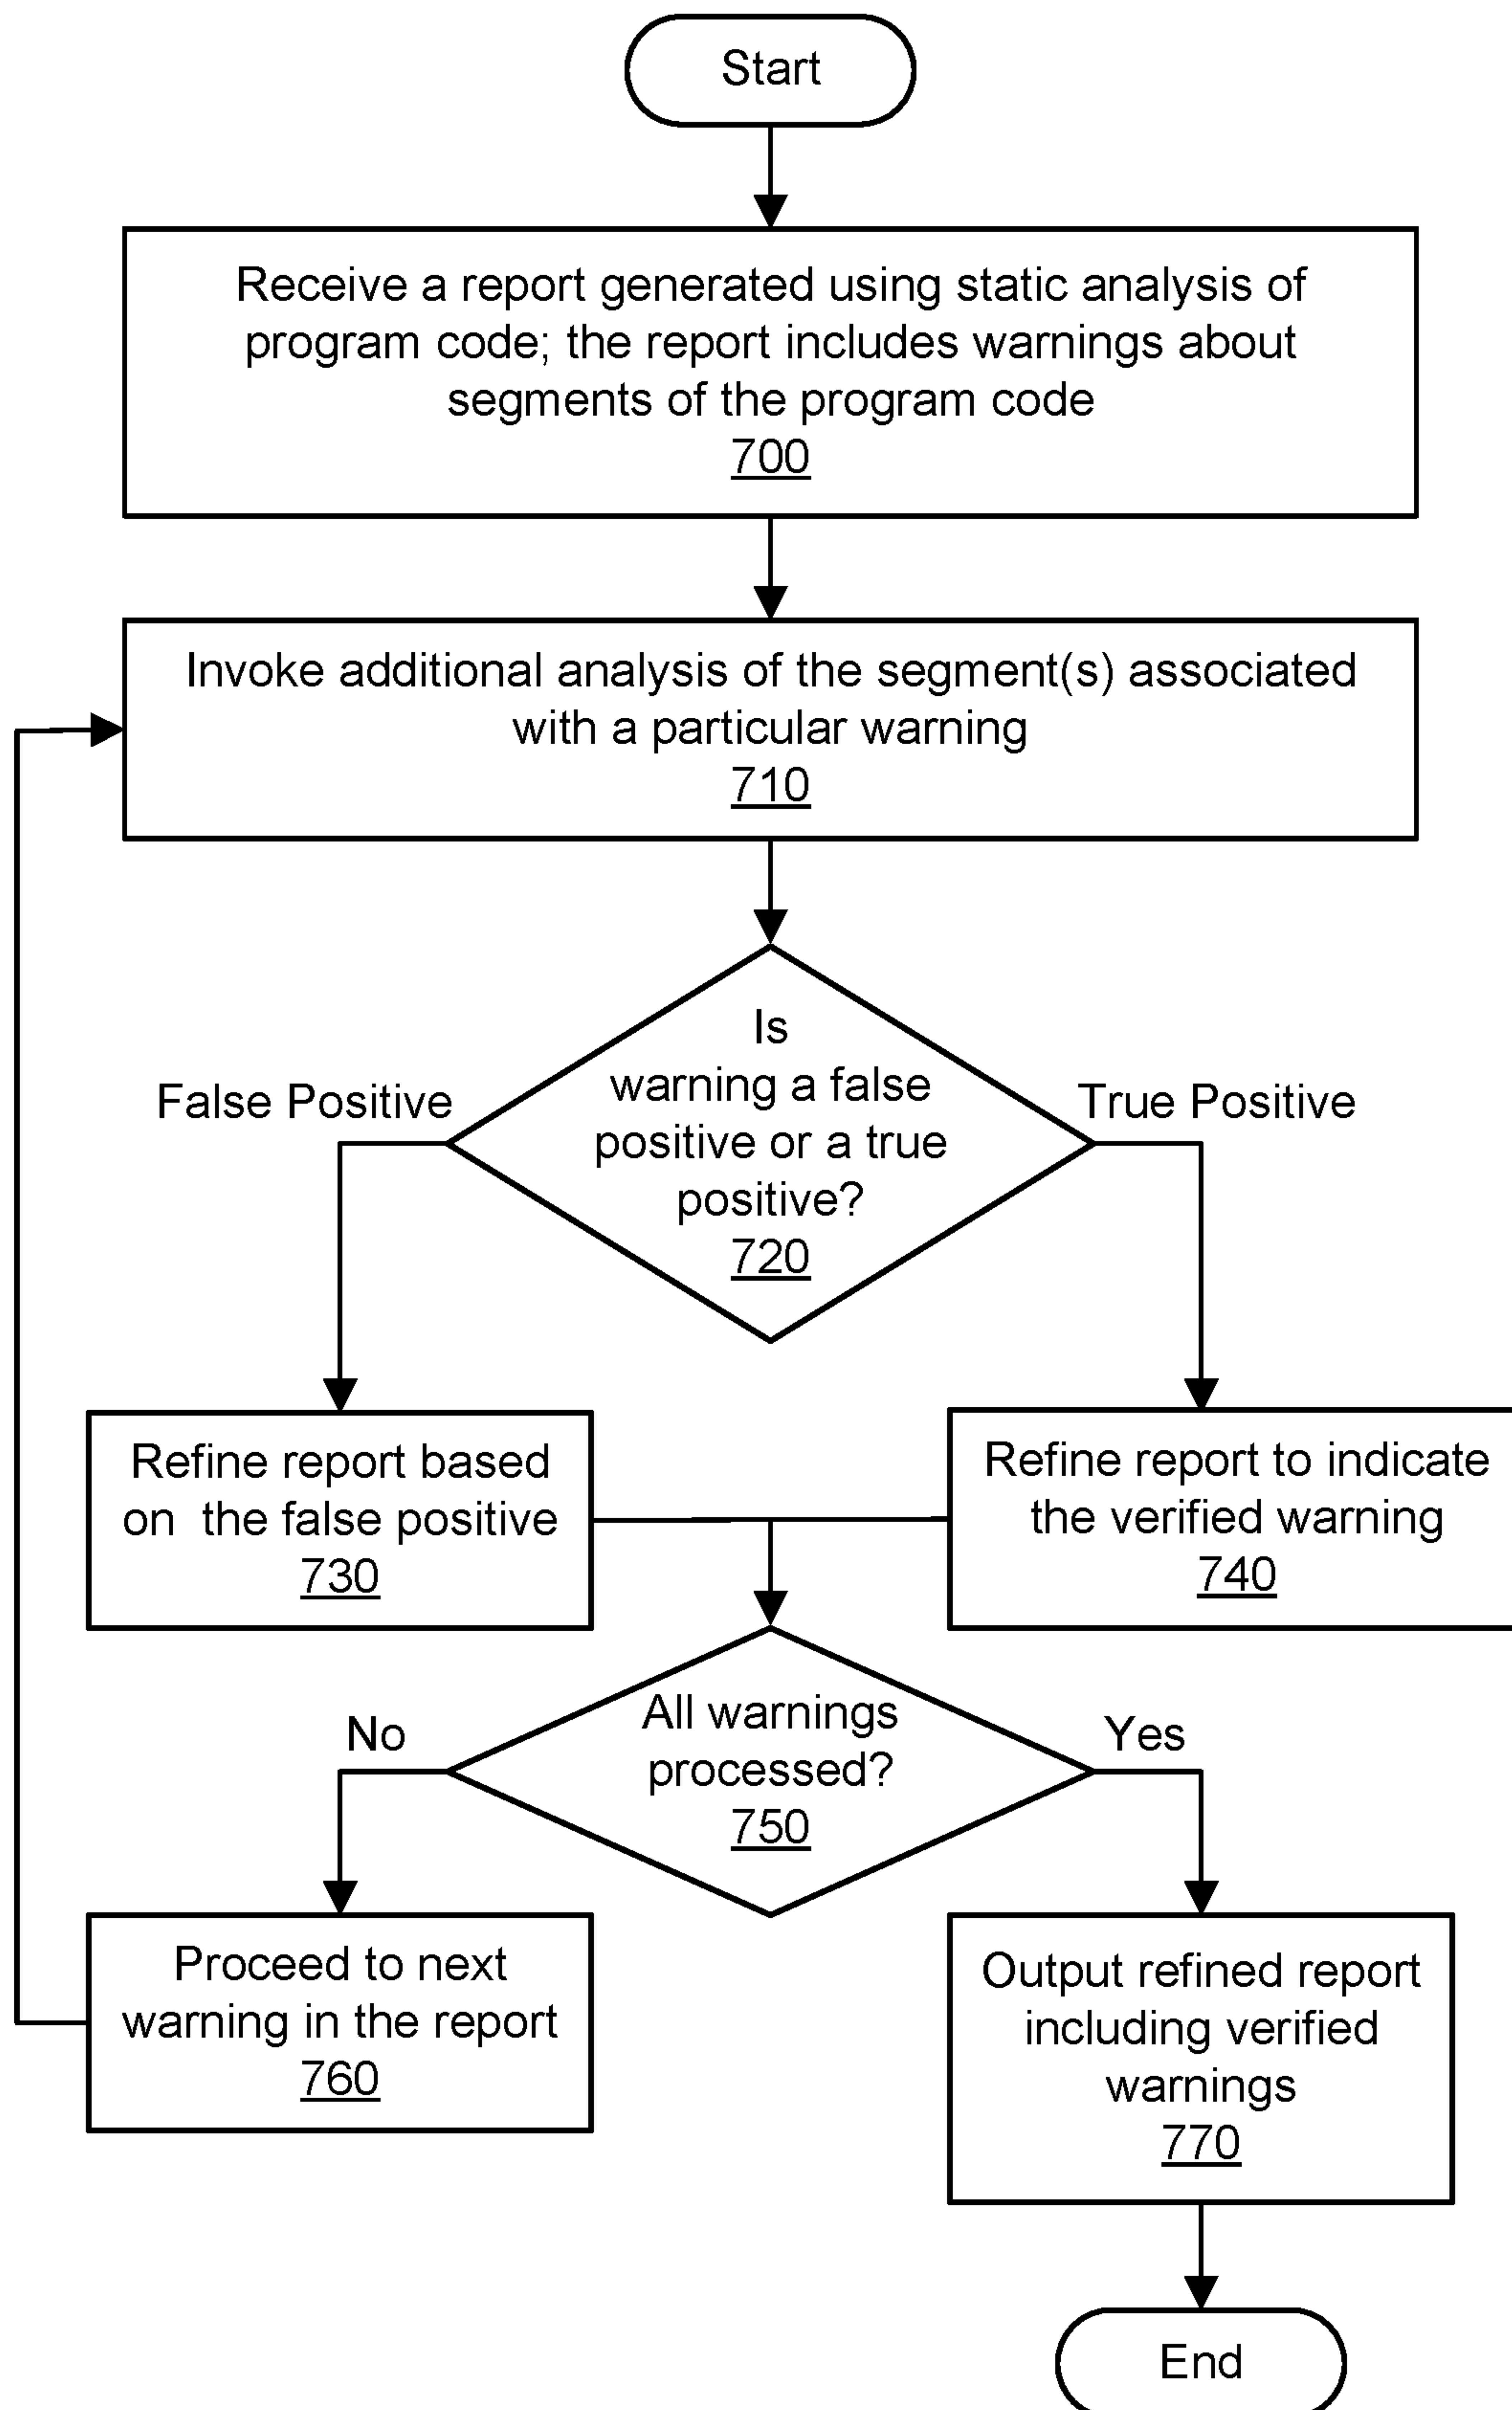 Start
Receive a report generated using static analysis of
program code; the report includes warnings about
segments of the program code
700
Invoke additional analysis of the segment(s) associated
with a particular warning
710
Is
warning a false
positive or a true
positive?
720
False Positive
True Positive
Refine report based
on the false positive
730
Refine report to indicate
the verified warning
740
All warnings
processed?
750
No
Yes
Proceed to next
warning in the report
760
Output refined report
including verified
warnings
770
End